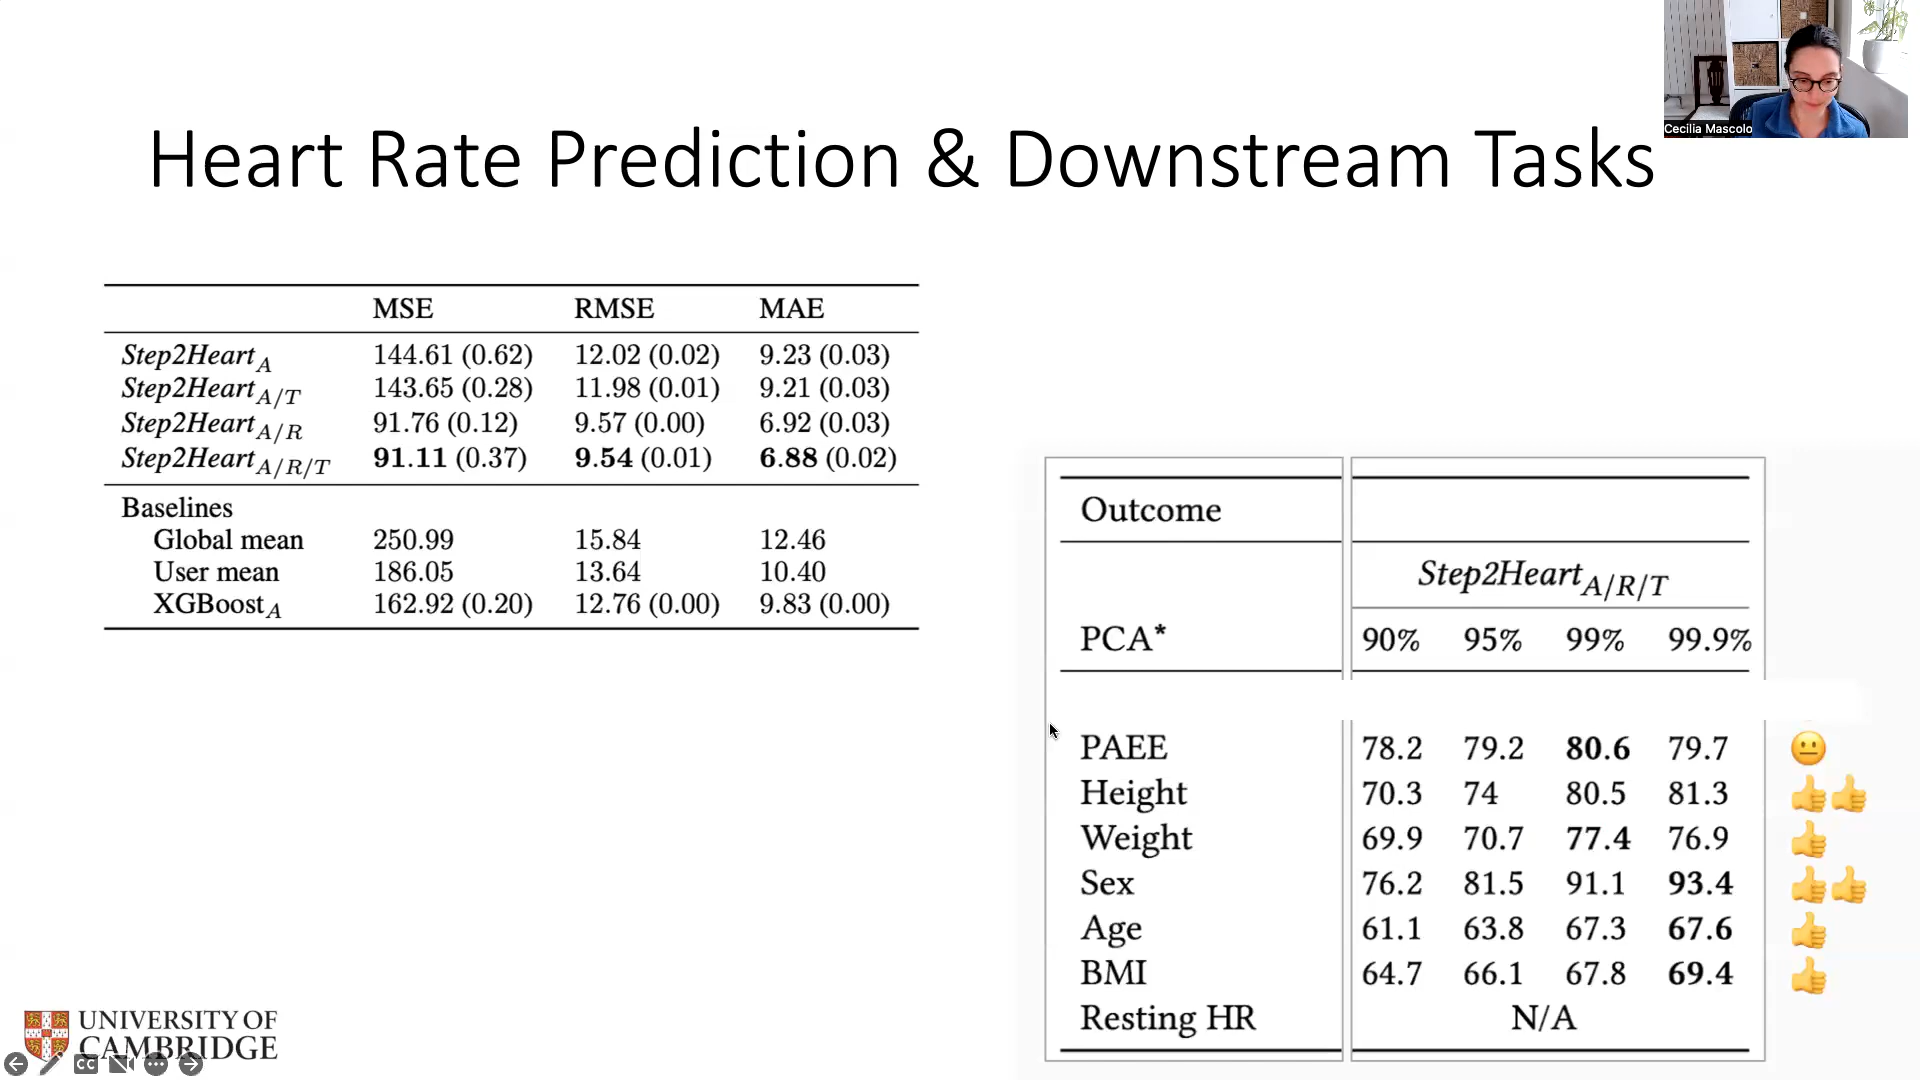 Cecilia Mascolo
Heart Rate Prediction & Downstream Tasks
MSE RMSE MAE
Step2Heart A 144.61 (0.62) 12.02 (0.02) 9.23 (0.03)
Step2Heart A/T 143.65 (0.28) 11.98 (0.01) 9.21 (0.03)
Step2Heart A/R 91.76 (0.12) 9.57 (0.00) 6.92 (0.03)
Step2Heart A/R/T 91.11 (0.37) 9.54 (0.01) 6.88 (0.02)
Baselines
Global mean 250.99 15.84 12.46
User mean 186.05 13.64 10.40
XGBoost A 162.92 (0.20) 12.76 (0.00) 9.83 (0.00)
Outcome
Step2Heart A/R/T
PCA* 90% 95% 99% 99.9%
PAEE 78.2 79.2 80.6 79.7
Height 70.3 74 80.5 81.3
Weight 69.9 70.7 77.4 76.9
Sex 76.2 81.5 91.1 93.4
Age 61.1 63.8 67.3 67.6
BMI 64.7 66.1 67.8 69.4
Resting HR N/A
UNIVERSITY OF
CAMBRIDGE
CC